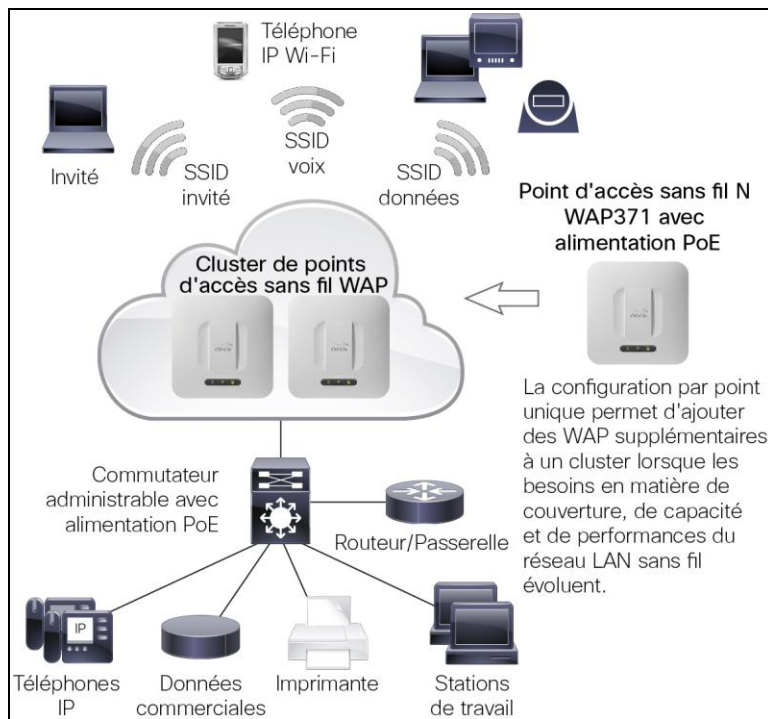 Téléphone
IP Wi-Fi
Invité
SSID
invité
SSID
voix
SSID
données
Point d'accès sans fil N
WAP371 avec
alimentation PoE
Cluster de points
d'accès sans fil WAP
La configuration par point
unique permet d'ajouter
des WAP supplémentaires
à un cluster lorsque les
besoins en matière de
couverture, de capacité
et de performances du
réseau LAN sans fil
évoluent.
Commutateur
administrable avec
alimentation PoE
Routeur/Passerelle
IP
Téléphones
IP
Données
commerciales
Imprimante
Stations
de travail